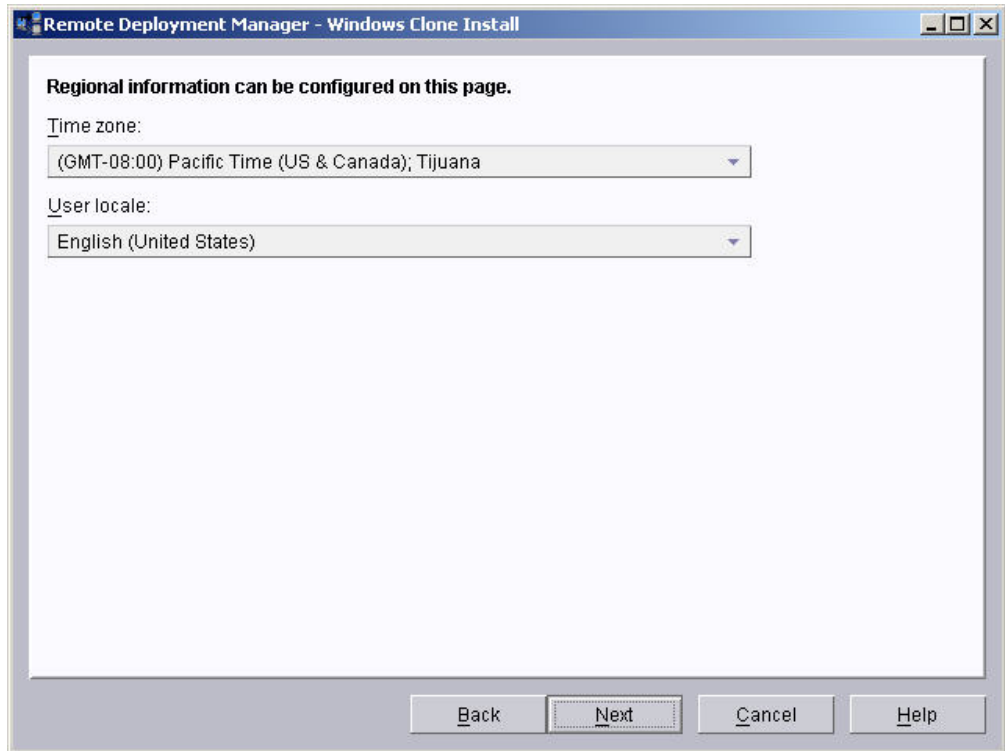 Remote Deployment Manager - Windows Clone Install
Regional information can be configured on this page.
Time zone:
(GMT-08:00) Pacific Time (US & Canada); Tijuana
User locale:
English (United States)
Back Next Cancel Help